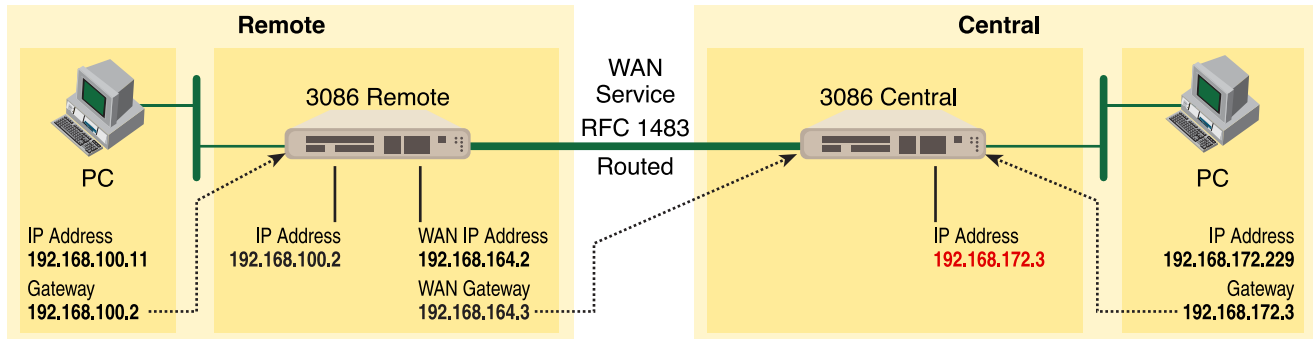 Remote
Central
3086 Remote
WAN
Service
RFC 1483
Routed
3086 Central
PC
PC
IP Address
192.168.100.11
Gateway
192.168.100.2
IP Address
192.168.100.2
WAN IP Address
192.168.164.2
WAN Gateway
192.168.164.3
IP Address
192.168.172.3
IP Address
192.168.172.229
Gateway
192.168.172.3